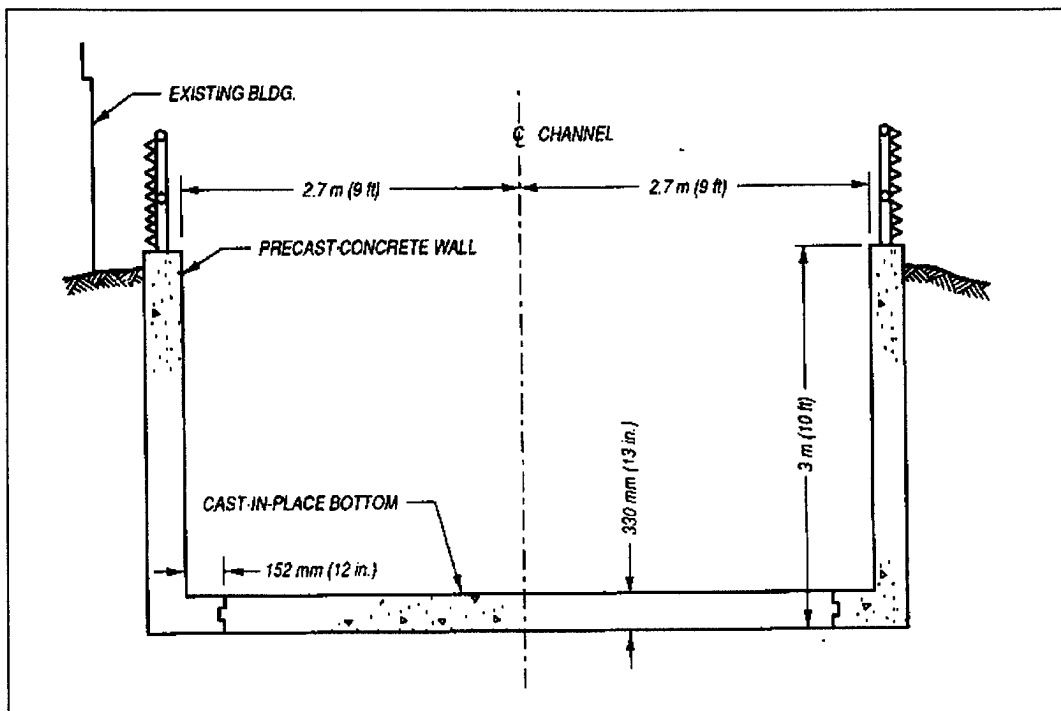 EXISTING BLDG.
℄ CHANNEL
2.7 m (9 ft)
2.7 m (9 ft)
PRECAST-CONCRETE WALL
3 m (10 ft)
330 mm (13 in.)
CAST-IN-PLACE BOTTOM
152 mm (12 in.)